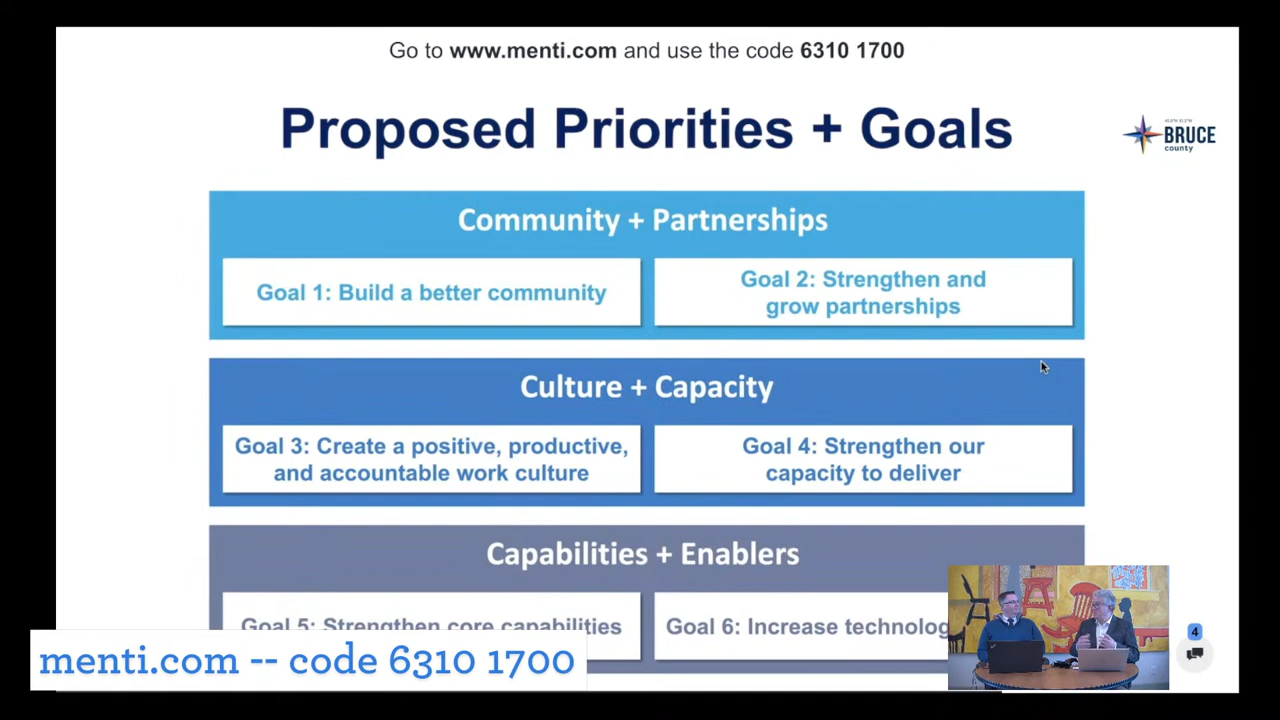 Go to www.menti.com and use the code 6310 1700
Proposed Priorities + Goals
BRUCE
county
Community + Partnerships
Goal 1: Build a better community
Goal 2: Strengthen and
grow partnerships
Culture + Capacity
Goal 3: Create a positive, productive,
and accountable work culture
Goal 4: Strengthen our
capacity to deliver
Capabilities + Enablers
Goal 5: Strengthen core capabilities
Goal 6: Increase
menti.com -- code 6310 1700
4